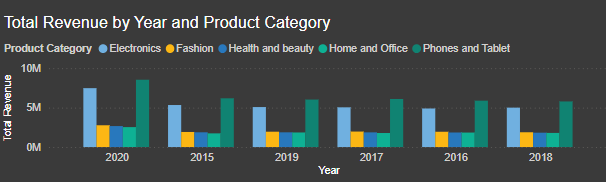 Total Revenue by Year and Product Category
Product Category Electronics Fashion Health and beauty Home and Office Phones and Tablet
10M
5M
0M
Total Revenue
2020 2015 2019 2017 2016 2018
Year